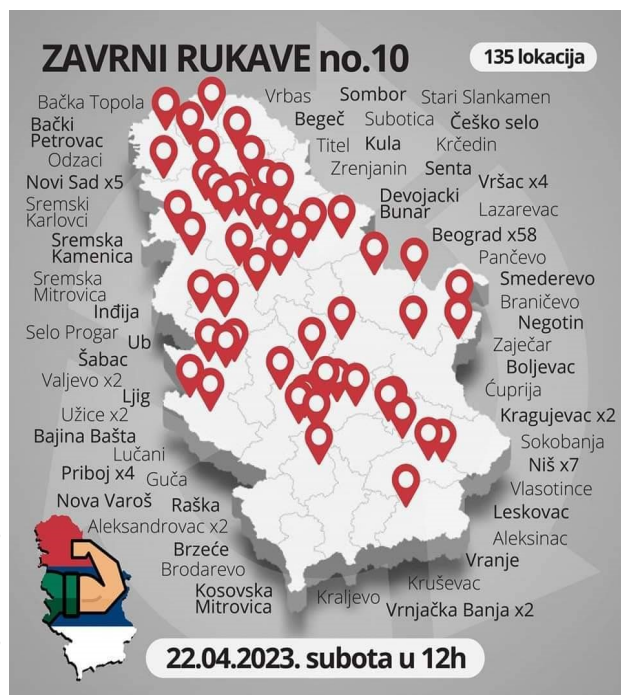 ZAVRNI RUKAVE no.10
135 lokacija
Bačka Topola
Bački
Petrovac
Odzaci
Novi Sad x5
Sremski
Karlovci
Sremska
Kamenica
Sremska
Mitrovica
Inđija
Selo Progar
Ub
Šabac
Valjevo x2
Ljig
Užice x2
Bajina Bašta
Lučani
Priboj x4
Guča
Nova Varoš
Raška
Aleksandrovac x2
Brzeće
Brodarevo
Kosovska
Mitrovica
Vrbas
Sombor
Stari Slankamen
Begeč
Subotica
Češko selo
Titel
Kula
Krčedin
Zrenjanin
Senta
Vršac x4
Devojacki
Bunar
Lazarevac
Beograd x58
Pančevo
Smederevo
Braničevo
Negotin
Zaječar
Boljevac
Ćuprija
Kragujevac x2
Sokobanja
Niš x7
Vlasotince
Leskovac
Aleksinac
Vranje
Kruševac
Kraljevo
Vrnjačka Banja x2
22.04.2023. subota u 12h